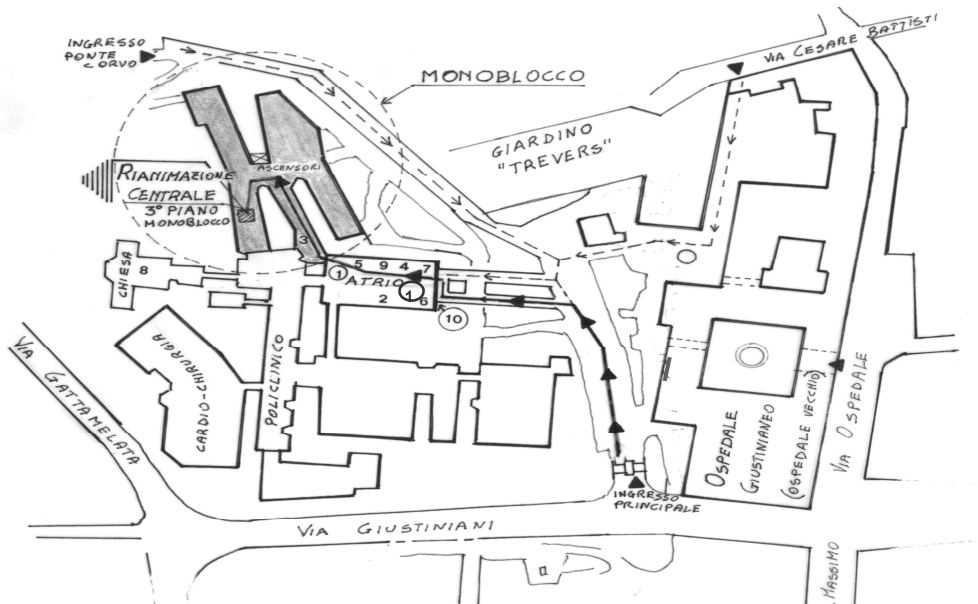 INGRESSO
PONTE
CORVO
MONOBLOCCO
VIA CESARE BATTISTI
GIARDINO
"TREVERS"
ASCENSORI
RIANIMAZIONE
CENTRALE
3° PIANO
MONOBLOCCO
3
CHIESA
8
1
5 9 4 7
ATRIO
1
2
6
10
VIA GATTAMELATA
CARDIO-CHIRURGIA
POLICLINICO
OSPEDALE
GIUSTINIANEO
(OSPEDALE VECCHIO)
VIA OSPEDALE
INGRESSO
PRINCIPALE
VIA GIUSTINIANI
MASSIMO